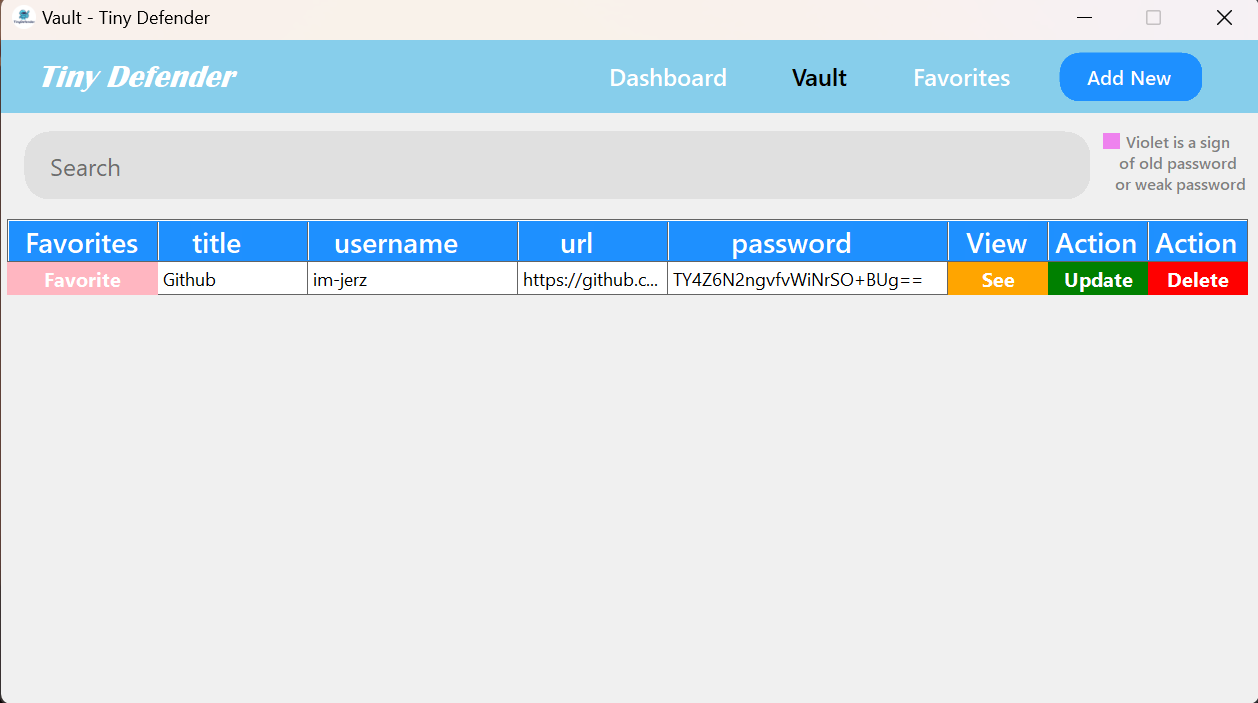 Vault - Tiny Defender
Tiny Defender
Dashboard
Vault
Favorites
Add New
Search
Violet is a sign
of old password
or weak password
Favorites title username url password View Action Action
Favorite Github im-jerz https://github.c... TY4Z6N2ngvfvWiNrSO+BUg== See Update Delete